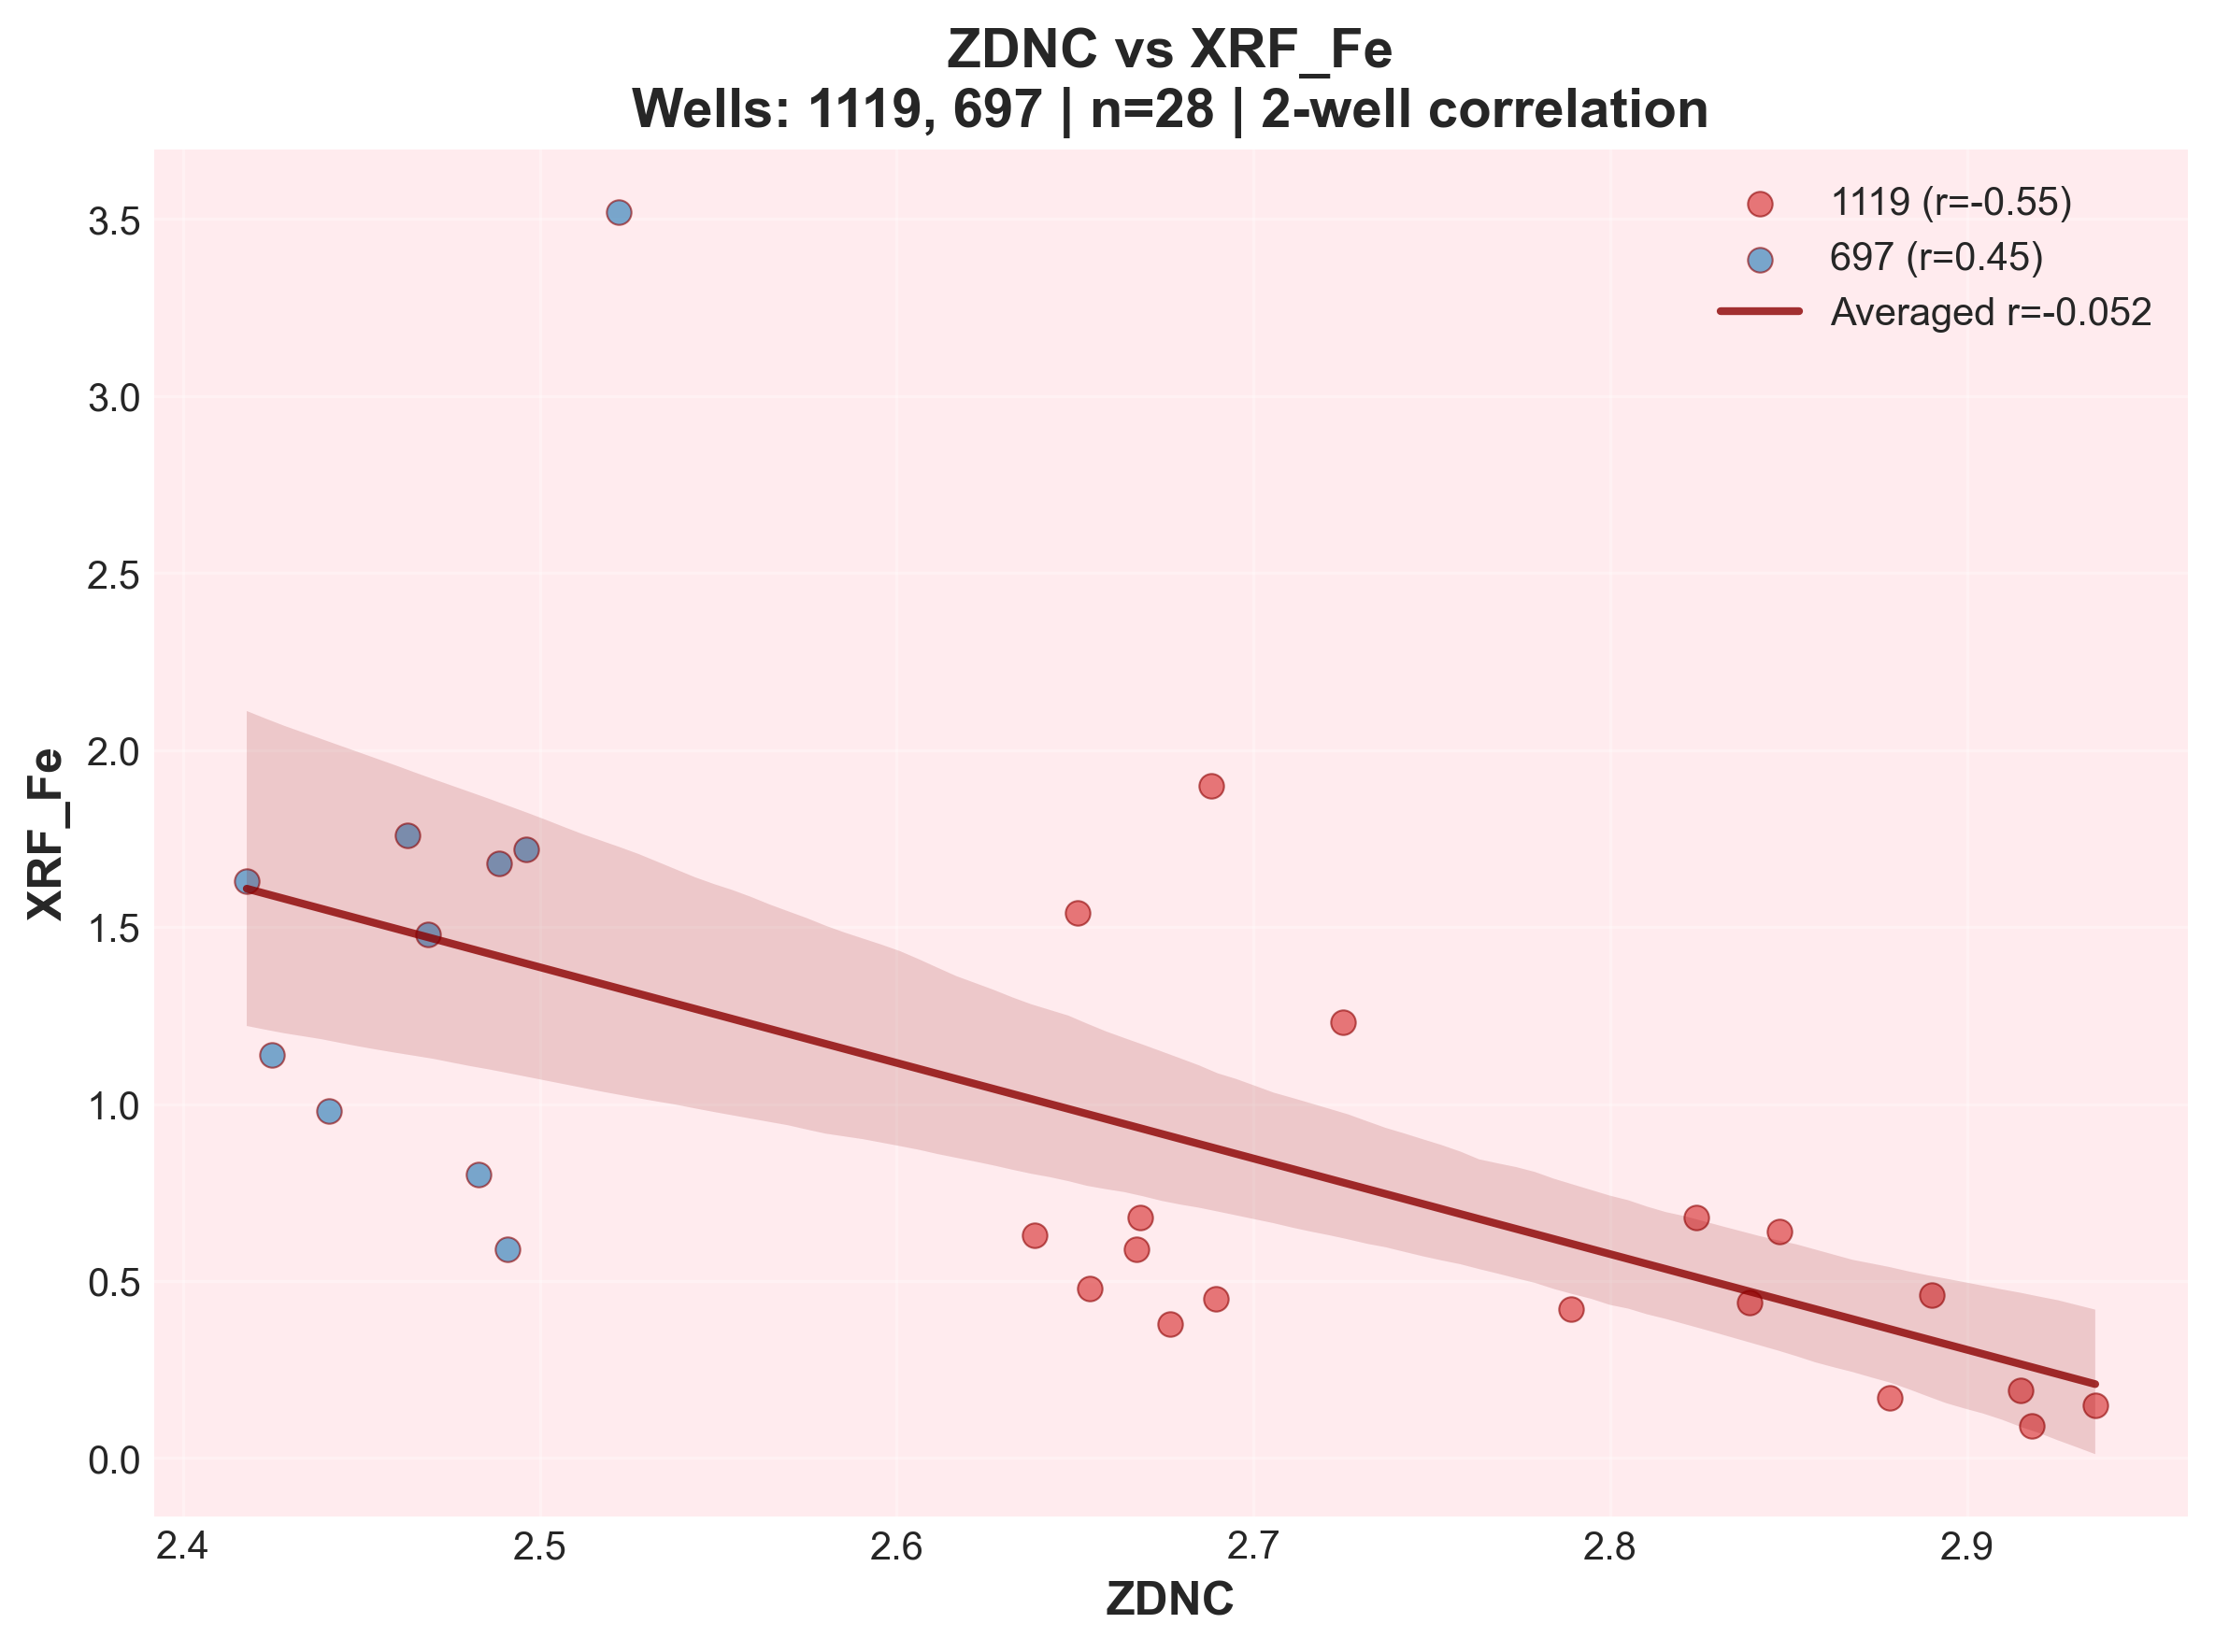 ZDNC vs XRF_Fe
Wells: 1119, 697 | n=28 | 2-well correlation
1119 (r=-0.55)
697 (r=0.45)
Averaged r=-0.052
XRF_Fe
3.5
3.0
2.5
2.0
1.5
1.0
0.5
0.0
2.4 2.5 2.6 2.7 2.8 2.9
ZDNC